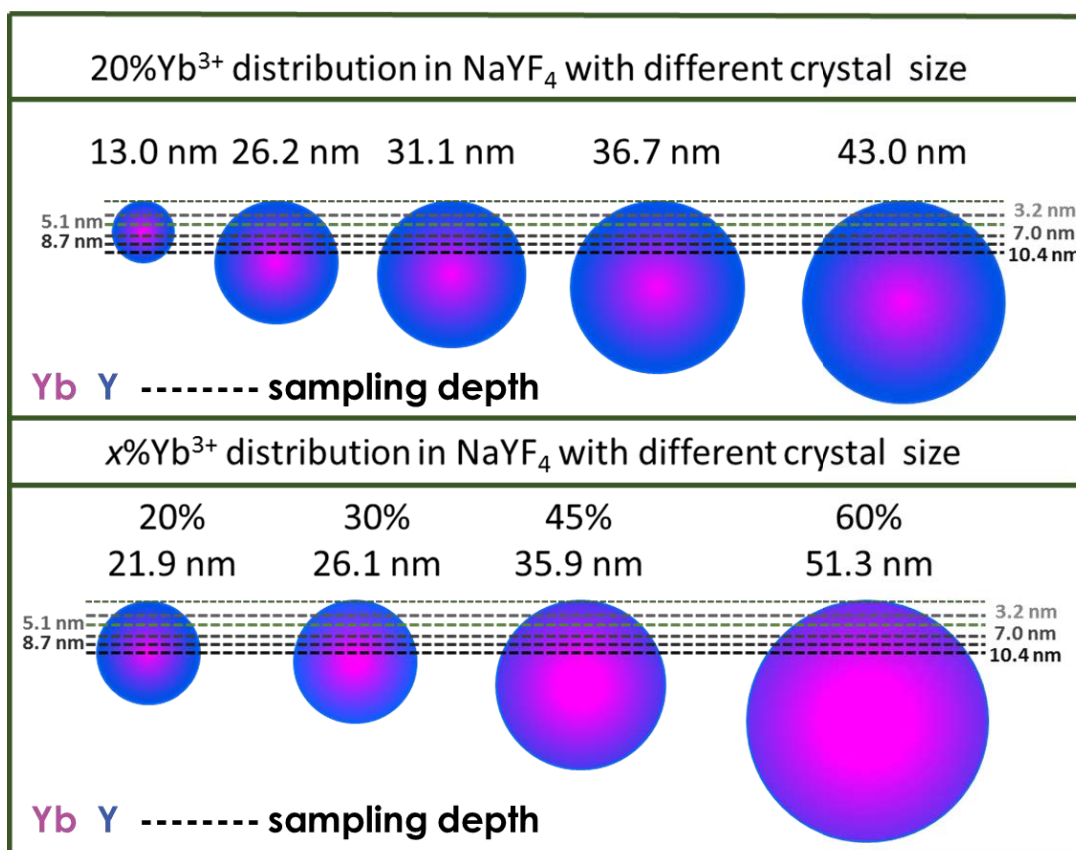 20%Yb³⁺ distribution in NaYF₄ with different crystal size
13.0 nm 26.2 nm 31.1 nm 36.7 nm 43.0 nm
5.1 nm 3.2 nm
8.7 nm 7.0 nm
10.4 nm
Yb Y -------- sampling depth
x%Yb³⁺ distribution in NaYF₄ with different crystal size
20% 30% 45% 60%
21.9 nm 26.1 nm 35.9 nm 51.3 nm
5.1 nm 3.2 nm
8.7 nm 7.0 nm
10.4 nm
Yb Y -------- sampling depth